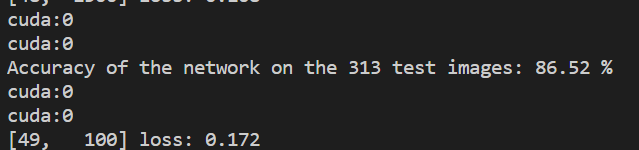 cuda:0
cuda:0
Accuracy of the network on the 313 test images: 86.52 %
cuda:0
cuda:0
[49,   100] loss: 0.172